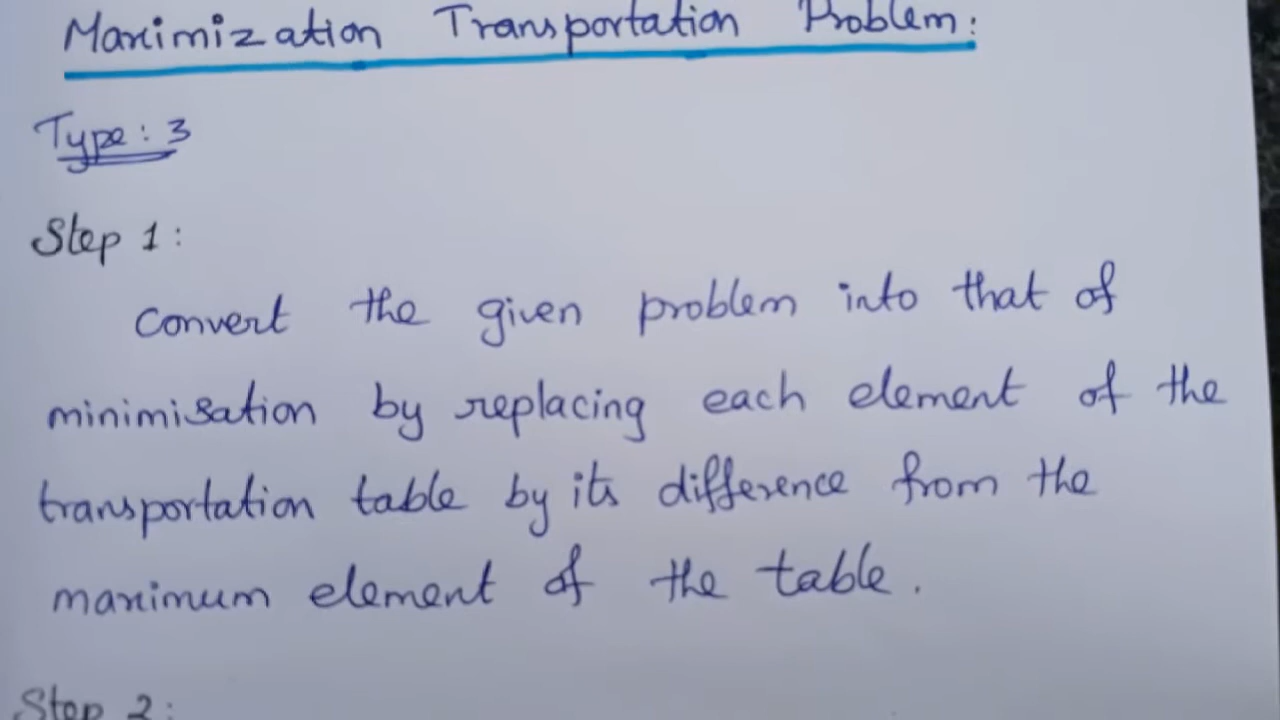 Maximization Transportation Problem:
Type: 3
Step 1:
Convert the given problem into that of
minimisation by replacing each element of the
transportation table by its difference from the
maximum element of the table.
Step 2: